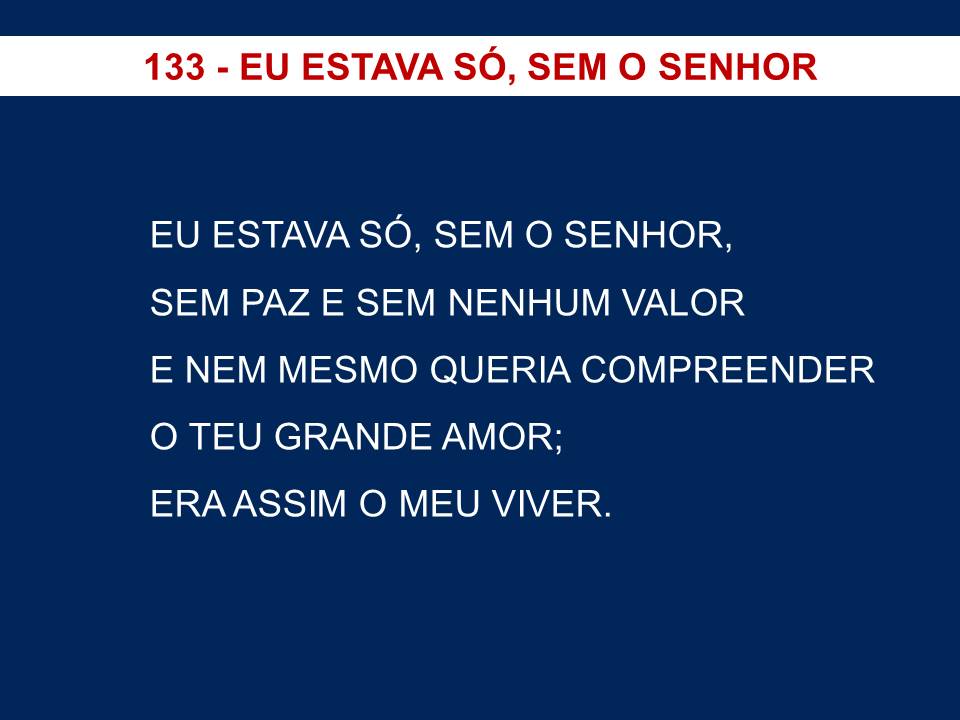 133 - EU ESTAVA SÓ, SEM O SENHOR
EU ESTAVA SÓ, SEM O SENHOR,
SEM PAZ E SEM NENHUM VALOR
E NEM MESMO QUERIA COMPREENDER
O TEU GRANDE AMOR;
ERA ASSIM O MEU VIVER.